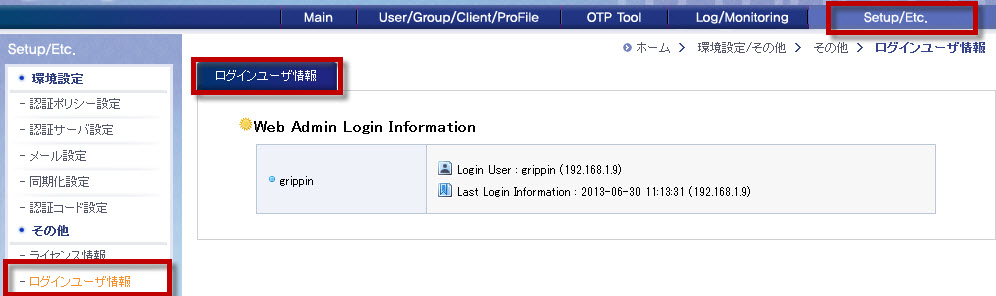 Main User/Group/Client/ProFile OTP Tool Log/Monitoring Setup/Etc.
Setup/Etc.
ホーム > 環境設定/その他 > その他 > ログインユーザ情報
環境設定
- 認証ポリシー設定
- 認証サーバ設定
- メール設定
- 同期化設定
- 認証コード設定
その他
- ライセンス情報
- ログインユーザ情報
ログインユーザ情報
Web Admin Login Information
grippin
Login User : grippin (192.168.1.9)
Last Login Information : 2013-06-30 11:13:31 (192.168.1.9)